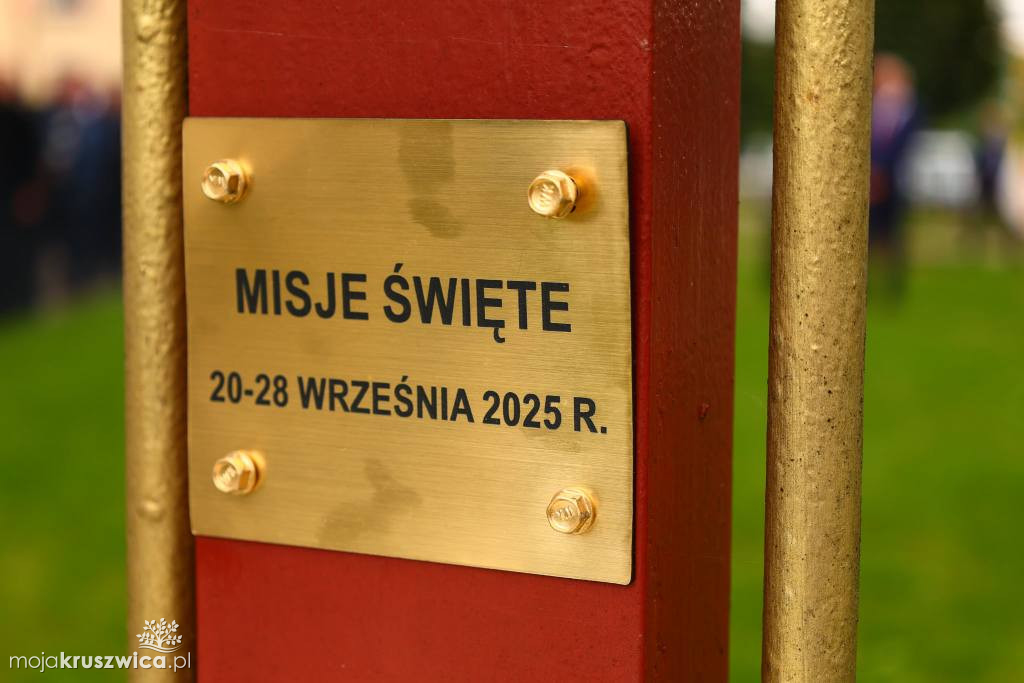 MISJE ŚWIĘTE
20-28 WRZEŚNIA 2025 R.
mojakruszwica.pl